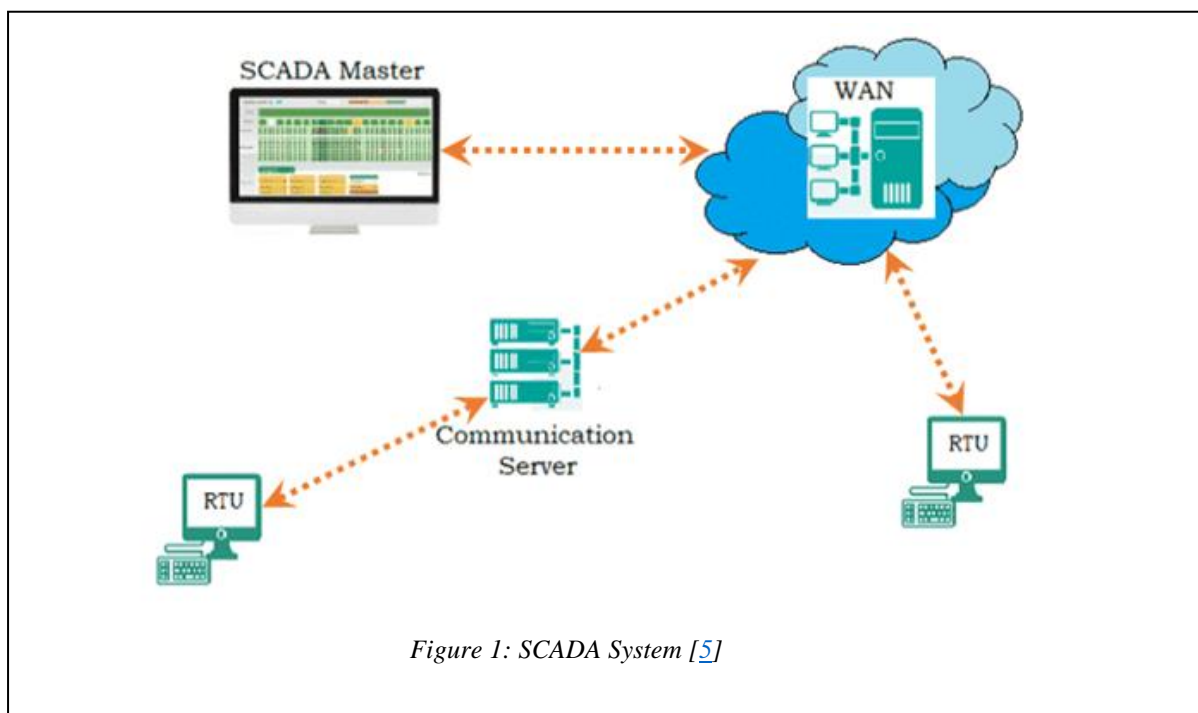 SCADA Master
WAN
Communication
Server
RTU
RTU
Figure 1: SCADA System [5]